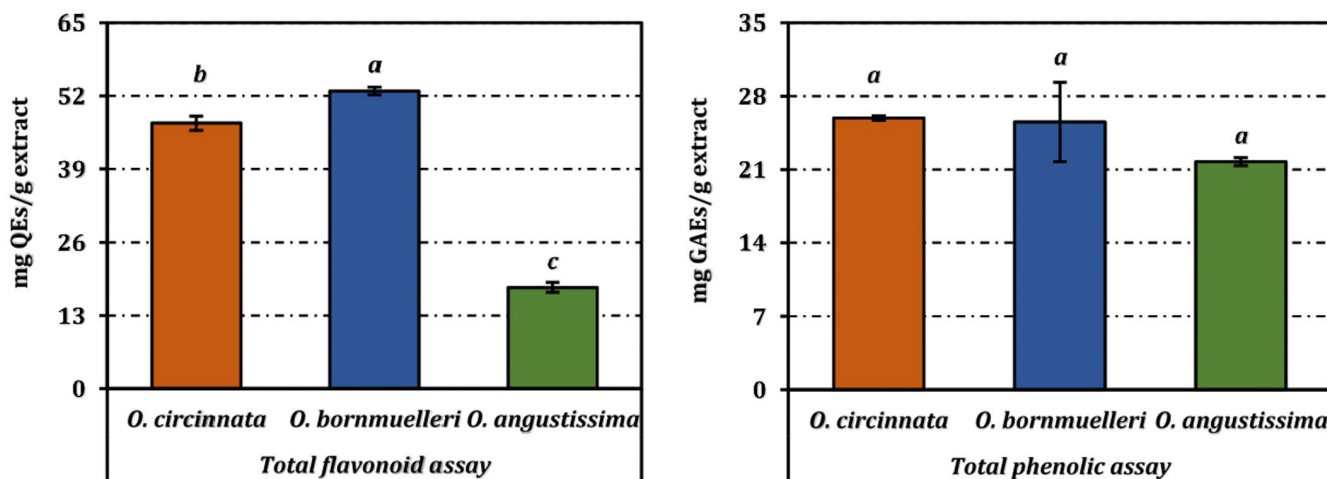 65
52
39
26
13
0
mg QEs/g extract
b
a
c
O. circinnata O. bornmuelleri O. angustissima
Total flavonoid assay
35
28
21
14
7
0
mg GAEs/g extract
a
a
a
O. circinnata O. bornmuelleri O. angustissima
Total phenolic assay